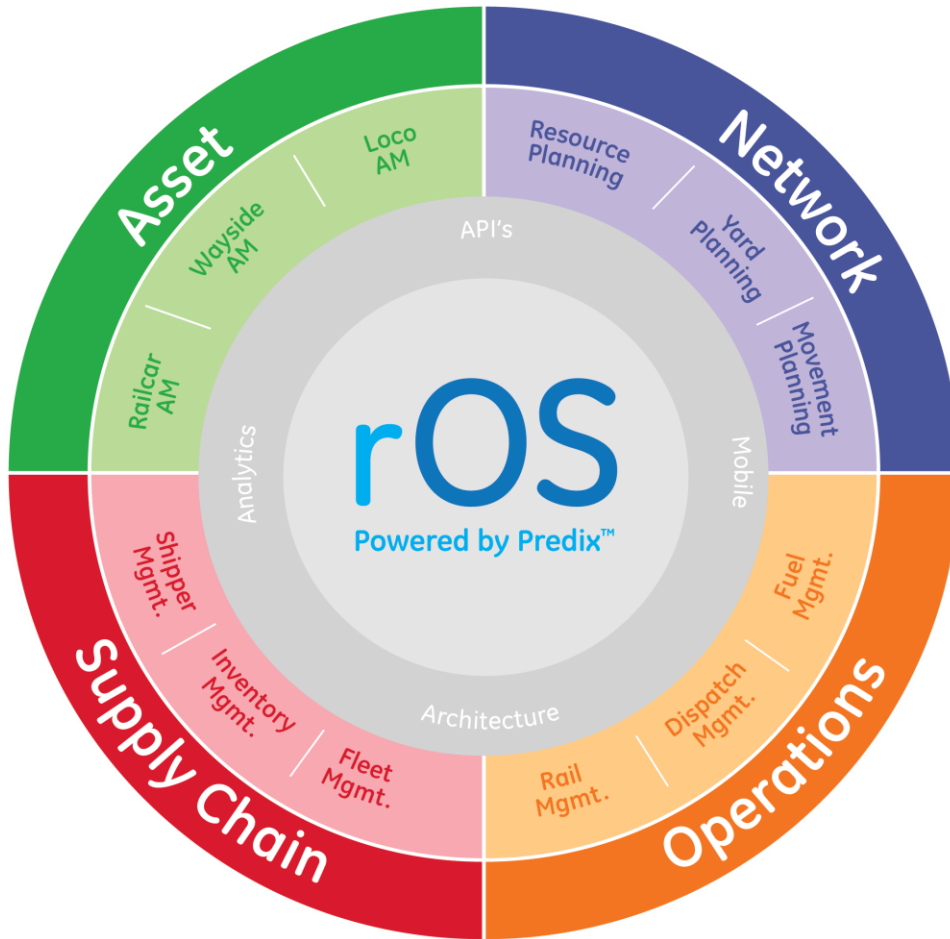 Asset
Network
Loco
AM
Wayside
AM
Railcar
AM
Resource
Planning
Yard
Planning
Movement
Planning
API's
Analytics
Mobile
Architecture
rOS
Powered by Predix™
Shipper
Mgmt.
Inventory
Mgmt.
Fleet
Mgmt.
Fuel
Mgmt.
Dispatch
Mgmt.
Rail
Mgmt.
Supply Chain
Operations